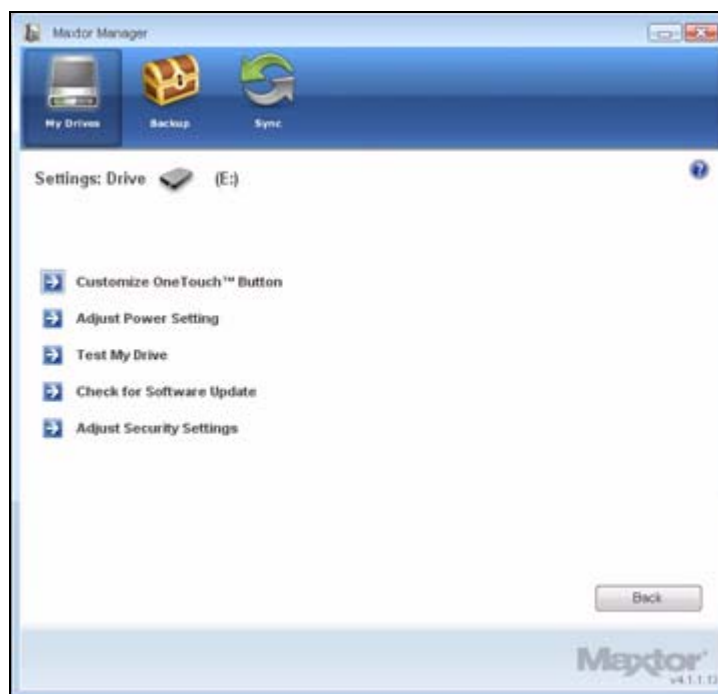 Maxtor Manager
My Drives
Backup
Sync
Settings: Drive (E:)
Customize OneTouch™ Button
Adjust Power Setting
Test My Drive
Check for Software Update
Adjust Security Settings
Back
Maxtor